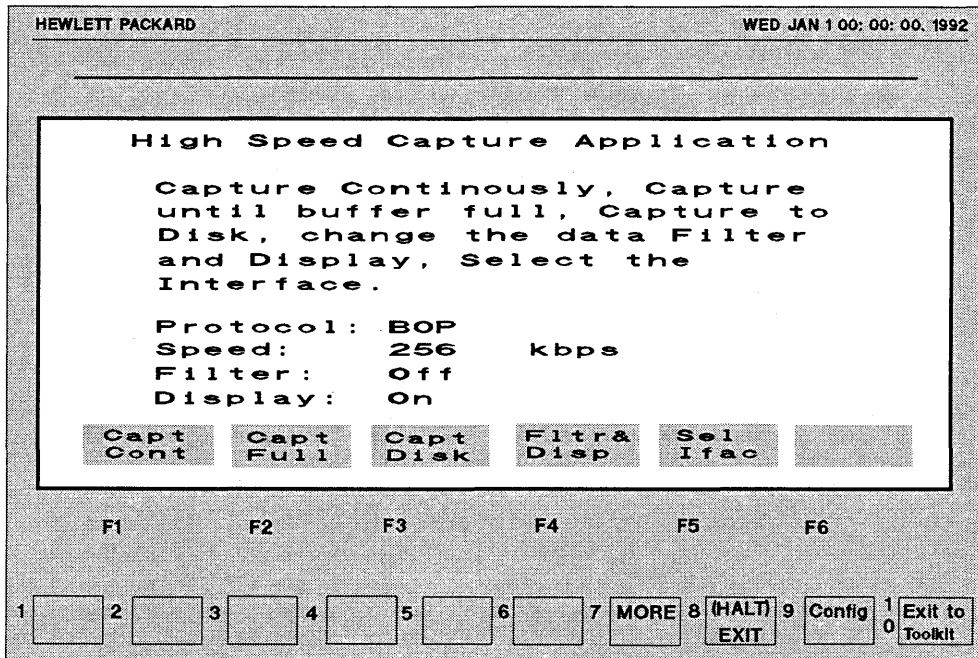 HEWLETT PACKARD WED JAN 1 00: 00: 00. 1992
High Speed Capture Application
Capture Continously, Capture
until buffer full, Capture to
Disk, change the data Filter
and Display, Select the
Interface.
Protocol: BOP
Speed: 256 kbps
Filter: Off
Display: On
Capt Cont
Capt Full
Capt Disk
Fltr& Disp
Sel Ifac
F1 F2 F3 F4 F5 F6
1 2 3 4 5 6 7 MORE 8 (HALT) EXIT 9 Config 10 Exit to Toolkit